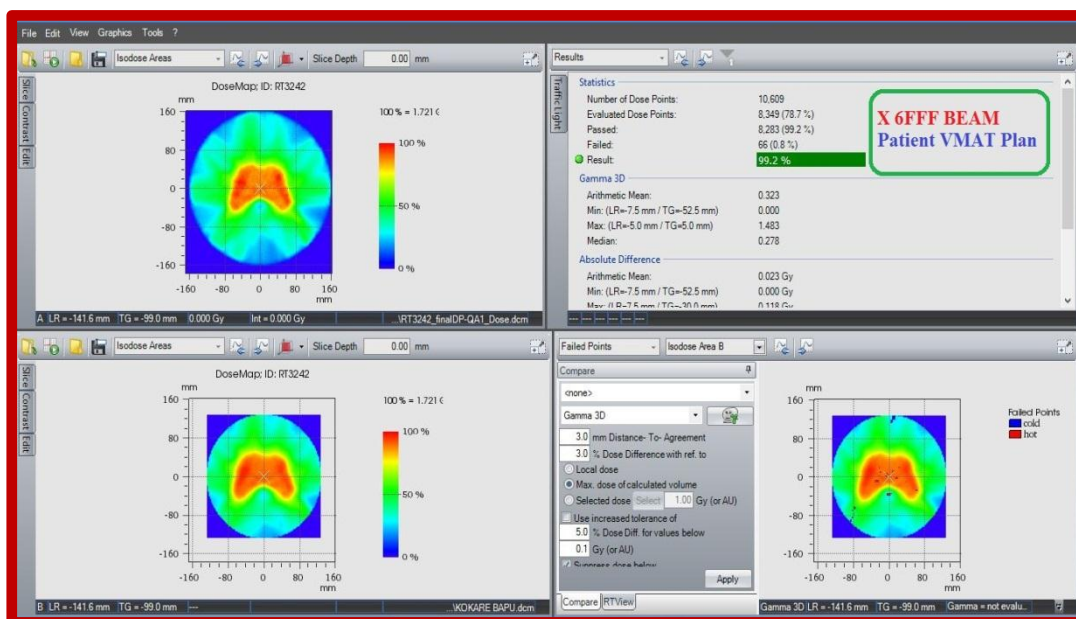 File Edit View Graphics Tools ?
Isodose Areas
Slice Depth 0.00 mm
Slice Contrast Edit
DoseMap; ID: RT3242
mm
100 % = 1.721 G
160
80
0
-80
-160
-160 -80 0 80 160
mm
100 %
50 %
0 %
A LR = -141.6 mm TG = -99.0 mm 0.000 Gy Int = 0.000 Gy ...\RT3242_finalDP-QA1_Dose.dcm
Results
Traffic Light
Statistics
Number of Dose Points: 10,609
Evaluated Dose Points: 8,349 (78.7 %)
Passed: 8,283 (99.2 %)
Failed: 66 (0.8 %)
Result: 99.2 %
X 6FFF BEAM
Patient VMAT Plan
Gamma 3D
Arithmetic Mean: 0.323
Min: (LR=-7.5 mm / TG=-52.5 mm) 0.000
Max: (LR=-5.0 mm / TG=5.0 mm) 1.483
Median: 0.278
Absolute Difference
Arithmetic Mean: 0.023 Gy
Min: (LR=-7.5 mm / TG=-52.5 mm) 0.000 Gy
Max: (LR=7.5 mm / TG=-30.0 mm) 0.118 Gy
--- --- --- --- --- ---
Isodose Areas
Slice Depth 0.00 mm
Slice Contrast Edit
DoseMap; ID: RT3242
mm
100 % = 1.721 G
160
80
0
-80
-160
-160 -80 0 80 160
mm
100 %
50 %
0 %
B LR = -141.6 mm TG = -99.0 mm --- ...\KOKARE BAPU.dcm
Failed Points
Isodose Area B
Compare
<none>
Gamma 3D
3.0 mm Distance- To- Agreement
3.0 % Dose Difference with ref. to
Local dose
Max. dose of calculated volume
Selected dose Select 1.00 Gy (or AU)
Use increased tolerance of
5.0 % Dose Diff. for values below
0.1 Gy (or AU)
Suppress dose below
Apply
Compare RTView
mm
160
80
0
-80
-160
-160 -80 0 80 160
mm
Failed Points
cold
hot
Gamma 3D LR = -141.6 mm TG = -99.0 mm Gamma = not evalu...